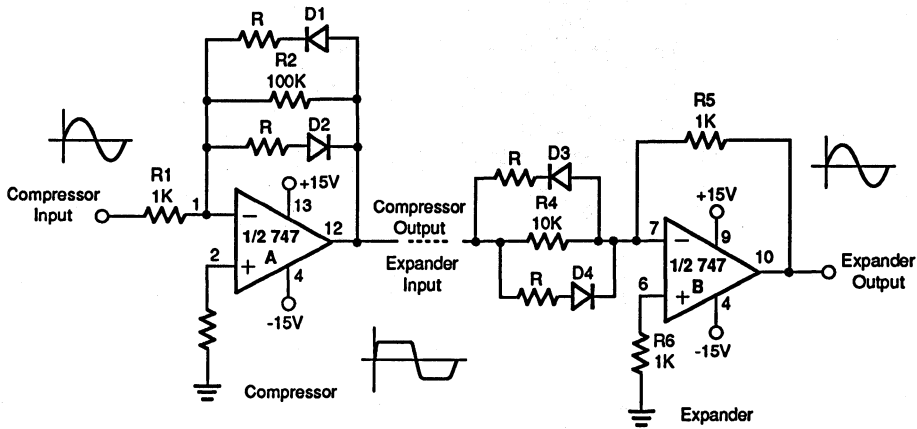 R
D1
R2
100K
R
D2
R1
1K
Compressor
Input
1
2
+15V
13
12
1/2 747
A
4
-15V
Compressor
Output
Expander
Input
R
D3
R4
10K
R
D4
R5
1K
+15V
7
9
10
1/2 747
B
6
4
-15V
R6
1K
Expander
Output
Compressor
Expander
−
+
−
+